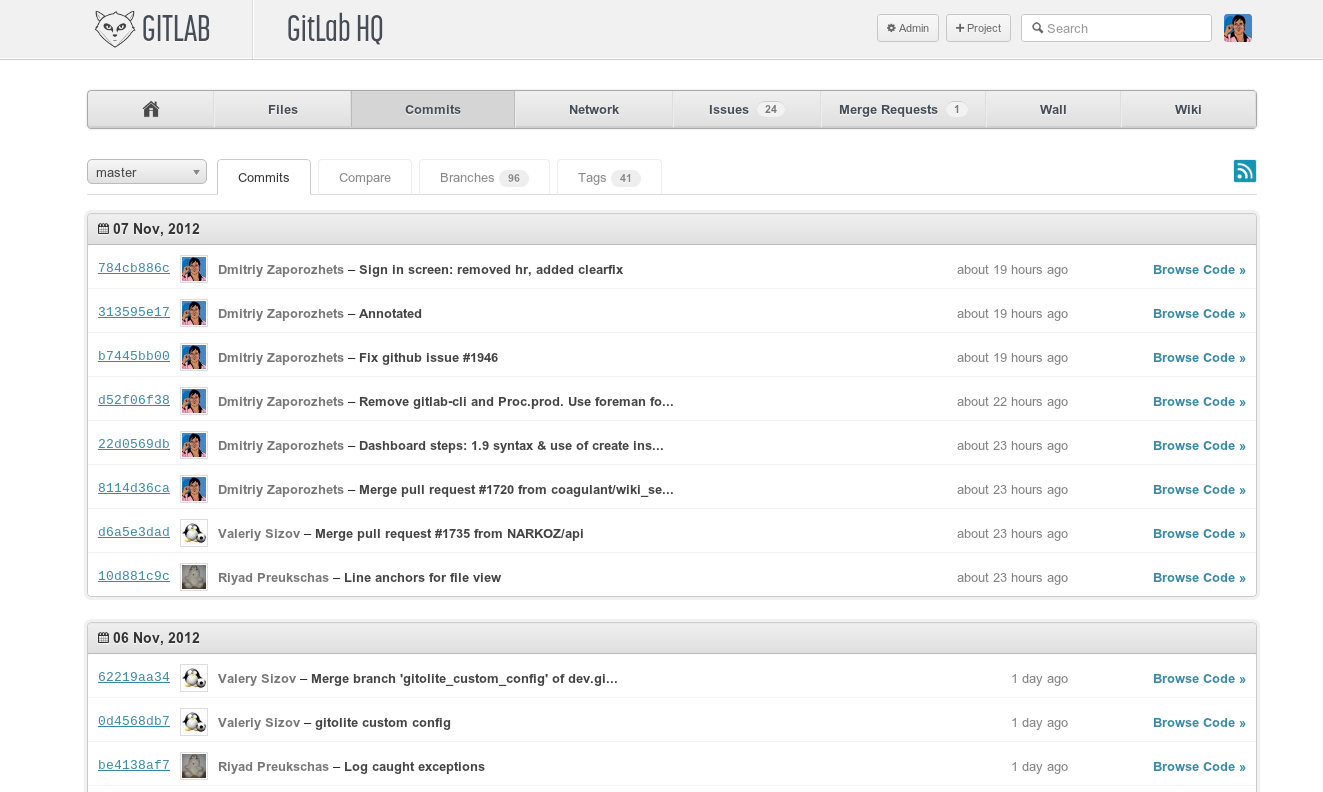 GITLAB GitLab HQ Admin Project Search
Files Commits Network Issues 24 Merge Requests 1 Wall Wiki
master Commits Compare Branches 96 Tags 41
07 Nov, 2012
784cb886c Dmitriy Zaporozhets – Sign in screen: removed hr, added clearfix about 19 hours ago Browse Code »
313595e17 Dmitriy Zaporozhets – Annotated about 19 hours ago Browse Code »
b7445bb00 Dmitriy Zaporozhets – Fix github issue #1946 about 19 hours ago Browse Code »
d52f06f38 Dmitriy Zaporozhets – Remove gitlab-cli and Proc.prod. Use foreman fo... about 22 hours ago Browse Code »
22d0569db Dmitriy Zaporozhets – Dashboard steps: 1.9 syntax & use of create ins... about 23 hours ago Browse Code »
8114d36ca Dmitriy Zaporozhets – Merge pull request #1720 from coagulant/wiki_se... about 23 hours ago Browse Code »
d6a5e3dad Valeriy Sizov – Merge pull request #1735 from NARKOZ/api about 23 hours ago Browse Code »
10d881c9c Riyad Preukschas – Line anchors for file view about 23 hours ago Browse Code »
06 Nov, 2012
62219aa34 Valery Sizov – Merge branch 'gitolite_custom_config' of dev.gi... 1 day ago Browse Code »
0d4568db7 Valeriy Sizov – gitolite custom config 1 day ago Browse Code »
be4138af7 Riyad Preukschas – Log caught exceptions 1 day ago Browse Code »